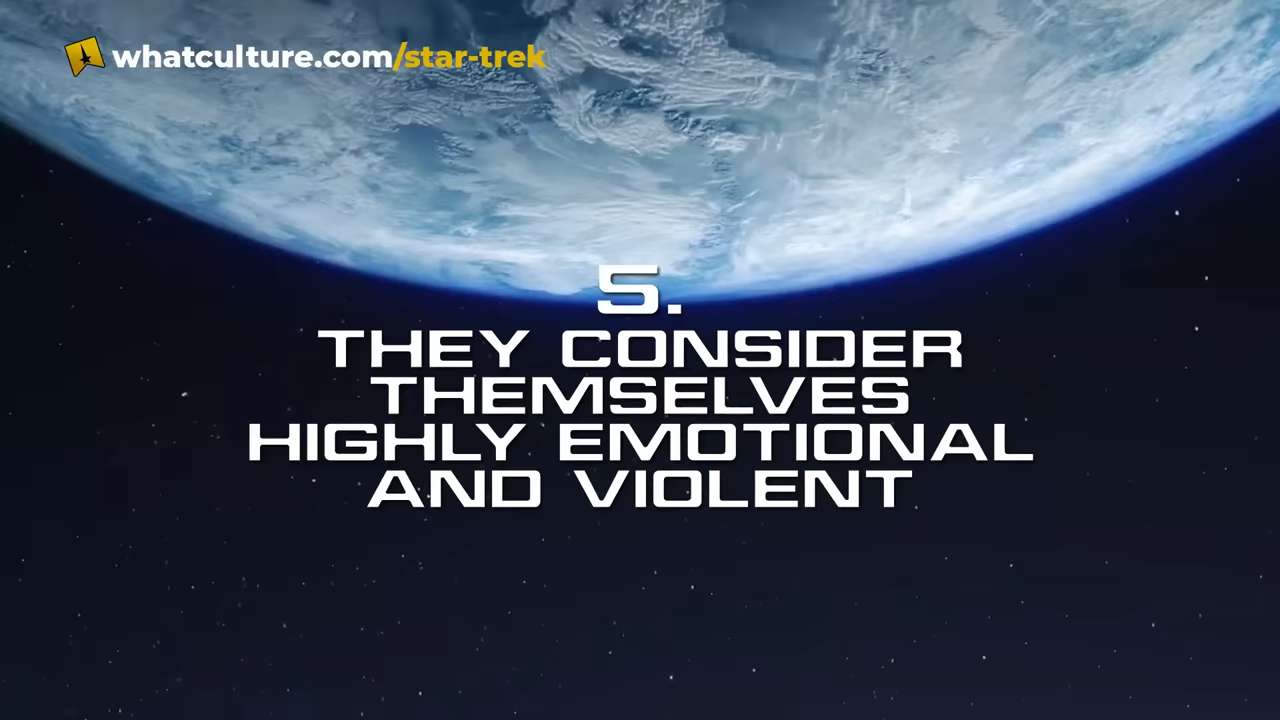 whatculture.com/star-trek
5.
THEY CONSIDER
THEMSELVES
HIGHLY EMOTIONAL
AND VIOLENT